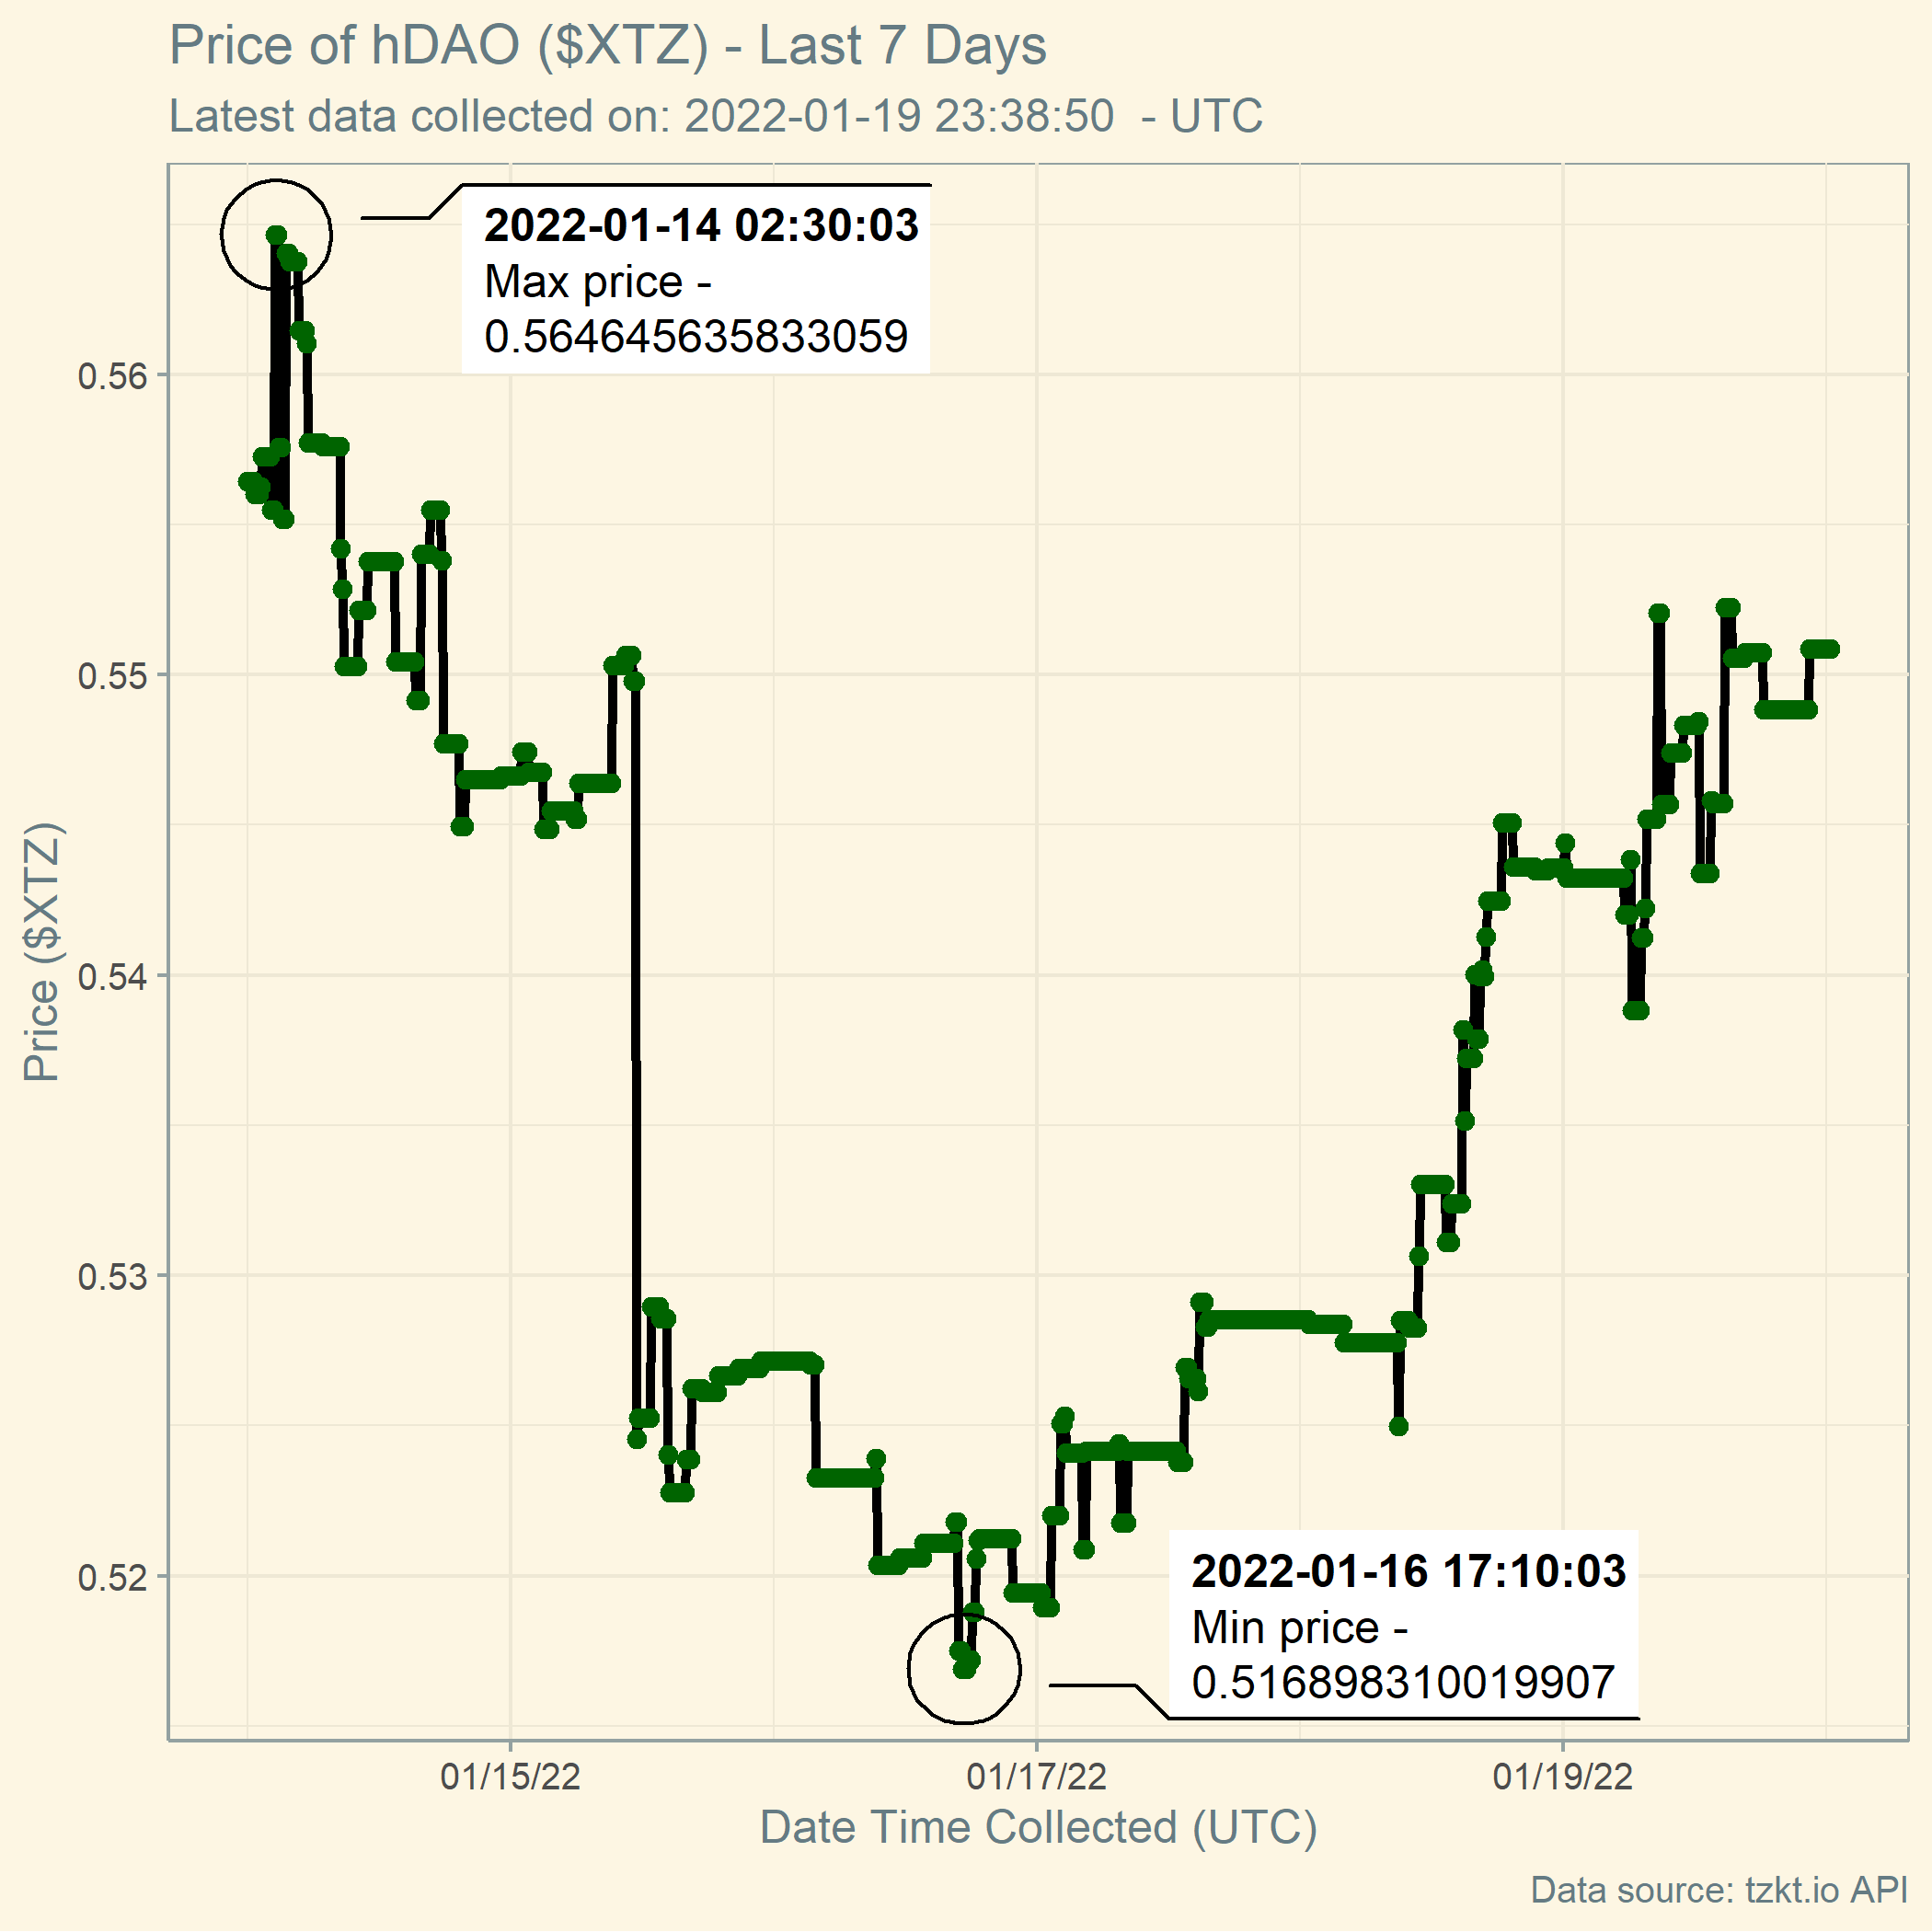 Price of hDAO ($XTZ) - Last 7 Days
Latest data collected on: 2022-01-19 23:38:50  - UTC
2022-01-14 02:30:03
Max price -
0.564645635833059
0.56
0.55
0.54
0.53
0.52
Price ($XTZ)
2022-01-16 17:10:03
Min price -
0.516898310019907
01/15/22
01/17/22
01/19/22
Date Time Collected (UTC)
Data source: tzkt.io API